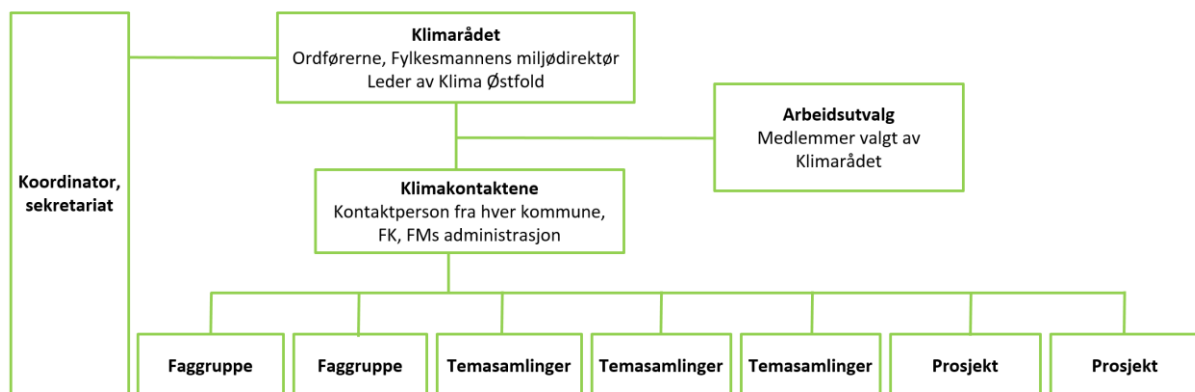 Klimarådet
Ordførerne, Fylkesmannens miljødirektør
Leder av Klima Østfold
Arbeidsutvalg
Medlemmer valgt av
Klimarådet
Koordinator,
sekretariat
Klimakontaktene
Kontaktperson fra hver kommune,
FK, FMs administrasjon
Faggruppe
Faggruppe
Temasamlinger
Temasamlinger
Temasamlinger
Prosjekt
Prosjekt